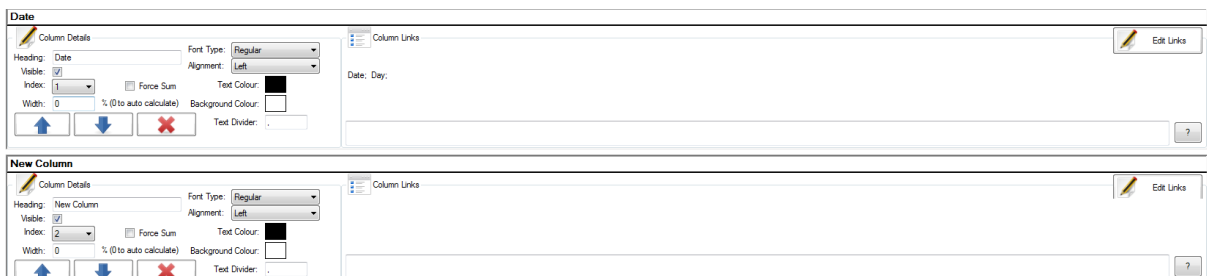 Date
Column Details
Heading: Date
Visible:
Index: 1
Force Sum
Width: 0 % (0 to auto calculate)
Font Type: Regular
Alignment: Left
Text Colour:
Background Colour:
Text Divider: ,
Column Links
Edit Links
Date; Day;
?
New Column
Column Details
Heading: New Column
Visible:
Index: 2
Force Sum
Width: 0 % (0 to auto calculate)
Font Type: Regular
Alignment: Left
Text Colour:
Background Colour:
Text Divider: ,
Column Links
Edit Links
?